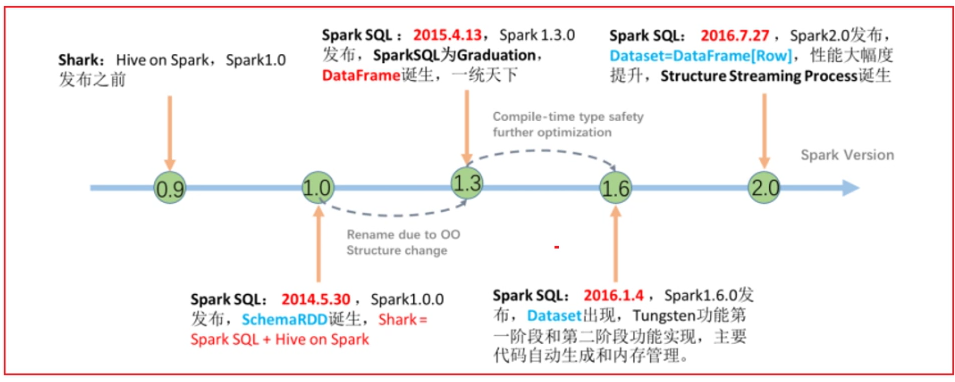 Shark：Hive on Spark，Spark1.0
发布之前
Spark SQL：2015.4.13，Spark 1.3.0
发布，SparkSQL为Graduation，
DataFrame诞生，一统天下
Spark SQL：2016.7.27，Spark2.0发布，
Dataset=DataFrame[Row]，性能大幅度
提升，Structure Streaming Process诞生
Compile-time type safety
further optimization
Spark Version
0.9
1.0
1.3
1.6
2.0
Rename due to OO
Structure change
Spark SQL：2014.5.30，Spark1.0.0
发布，SchemaRDD诞生，Shark =
Spark SQL + Hive on Spark
Spark SQL：2016.1.4，Spark1.6.0发
布，Dataset出现，Tungsten功能第
一阶段和第二阶段功能实现，主要
代码自动生成和内存管理。